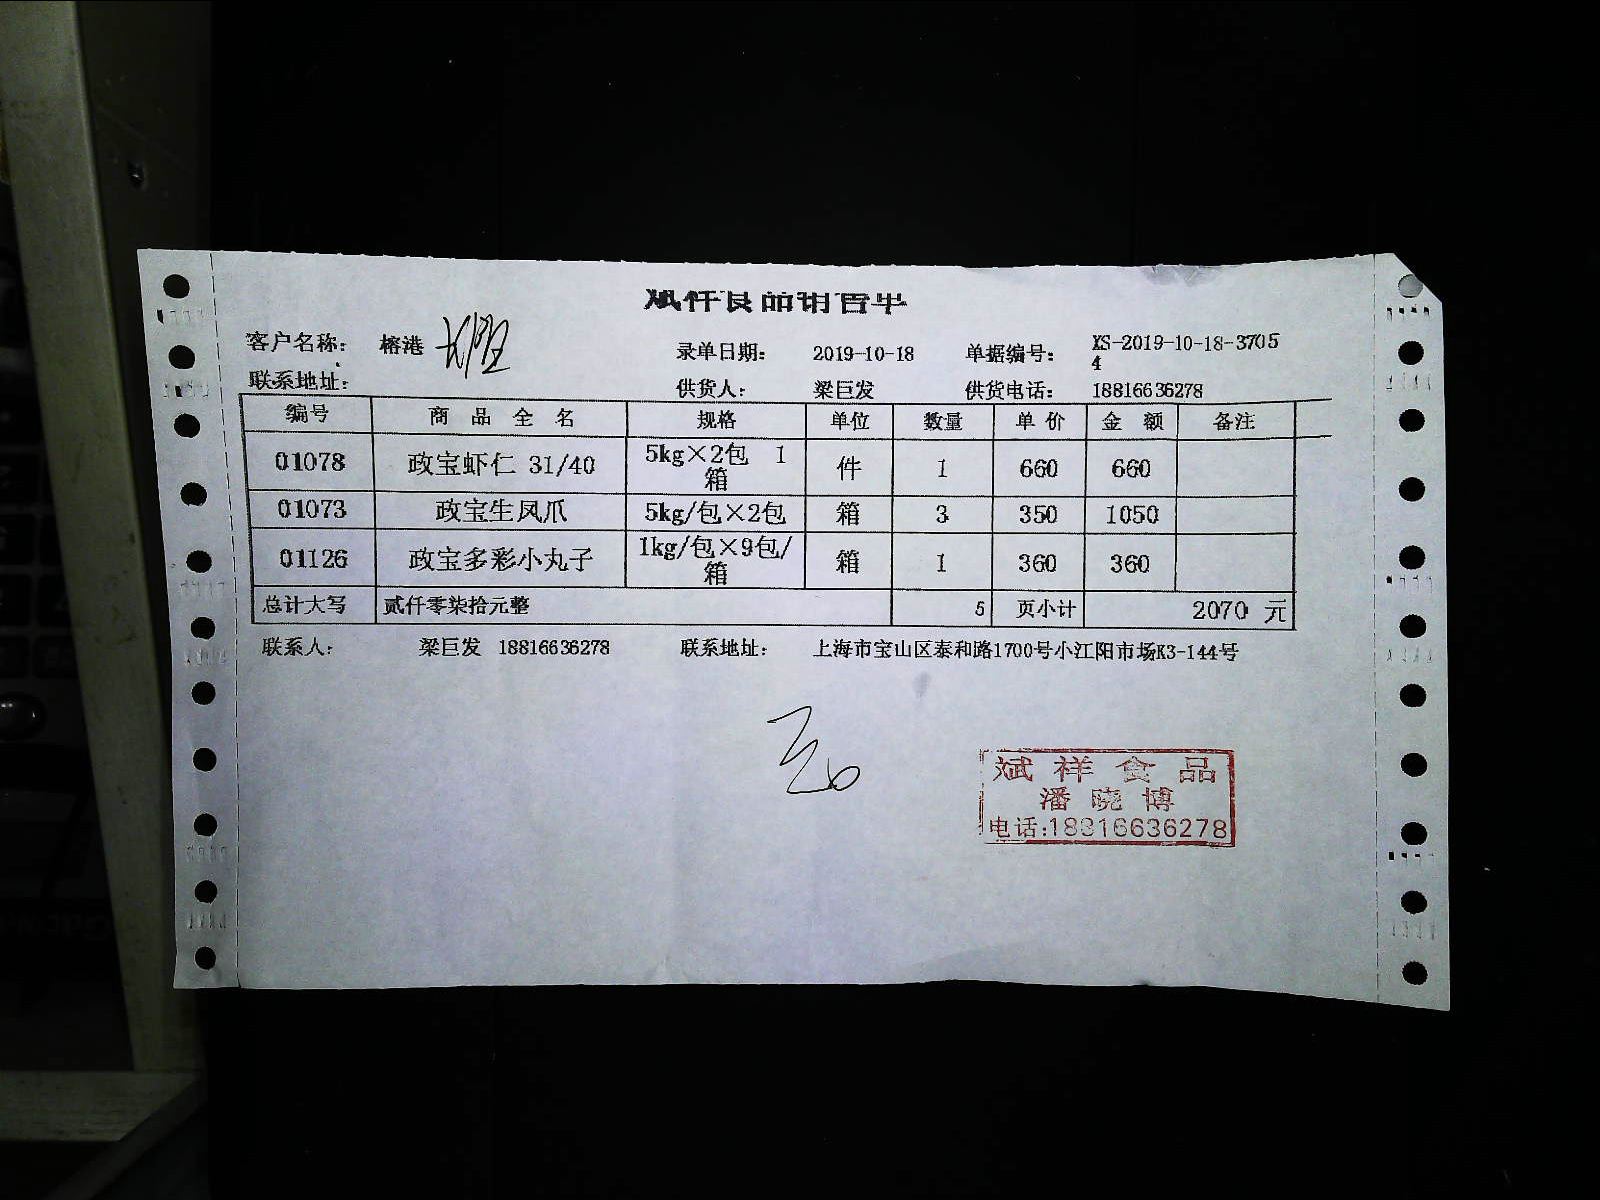 斌仟食品销售单
客户名称： 榕港 录单日期： 2019-10-18 单据编号： XS-2019-10-18-3705
4
联系地址： 供货人： 梁巨发 供货电话： 18816636278
编号 商 品 全 名 规格 单位 数量 单 价 金 额 备注
01078 政宝虾仁 31/40 5kg×2包 1
箱 件 1 660 660
01073 政宝生凤爪 5kg/包×2包 箱 3 350 1050
01126 政宝多彩小丸子 1kg/包×9包/
箱 箱 1 360 360
总计大写 贰仟零柒拾元整 5 页小计 2070 元
联系人： 梁巨发 18816636278 联系地址： 上海市宝山区泰和路1700号小江阳市场K3-144号
斌祥食品
潘晓博
电话:18816636278